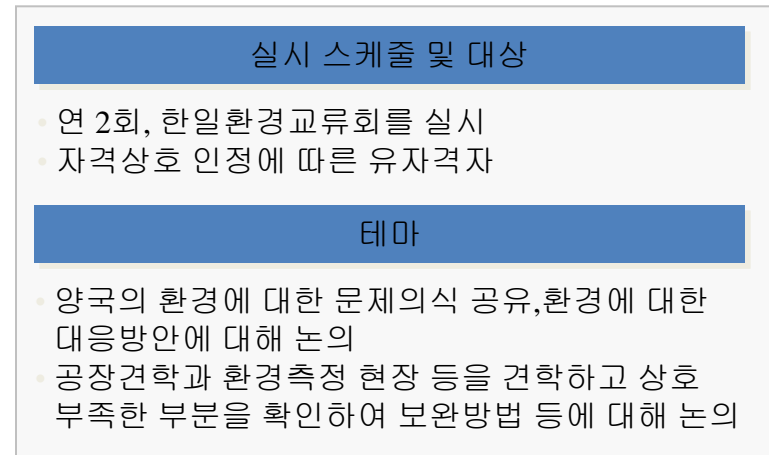 실시 스케줄 및 대상
• 연 2회, 한일환경교류회를 실시
• 자격상호 인정에 따른 유자격자
테마
• 양국의 환경에 대한 문제의식 공유,환경에 대한
대응방안에 대해 논의
• 공장견학과 환경측정 현장 등을 견학하고 상호
부족한 부분을 확인하여 보완방법 등에 대해 논의